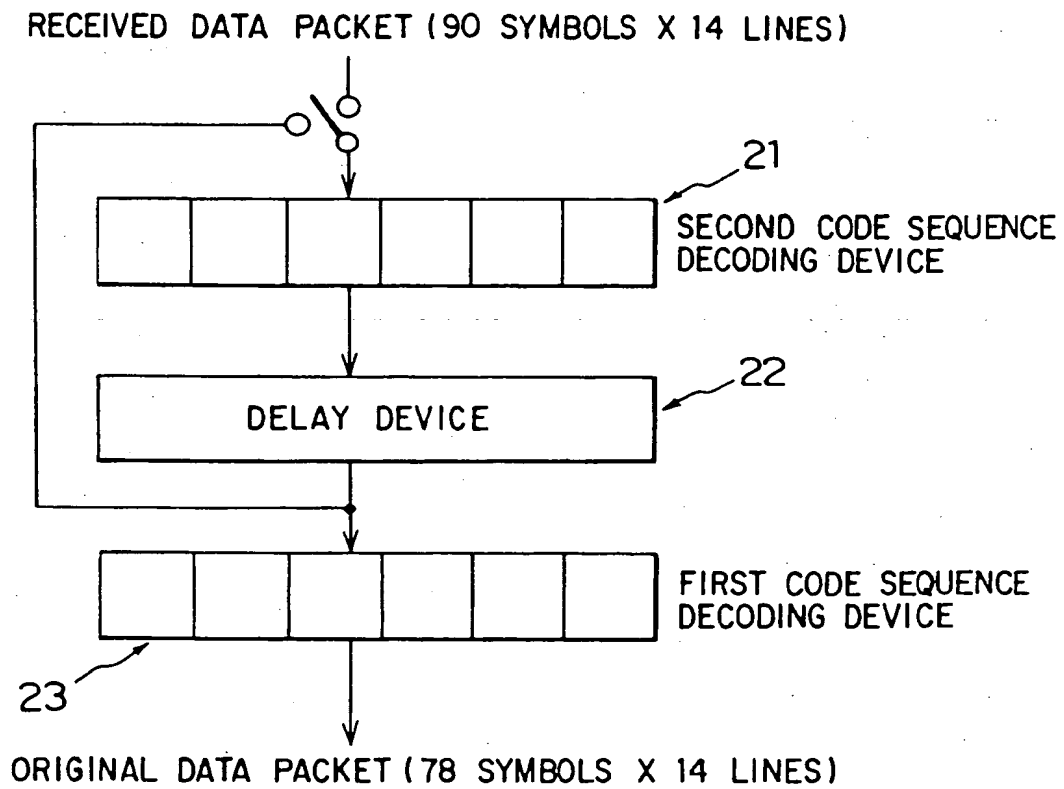 RECEIVED DATA PACKET (90 SYMBOLS X 14 LINES)
21
SECOND CODE SEQUENCE
DECODING DEVICE
22
DELAY DEVICE
FIRST CODE SEQUENCE
DECODING DEVICE
23
ORIGINAL DATA PACKET (78 SYMBOLS X 14 LINES)